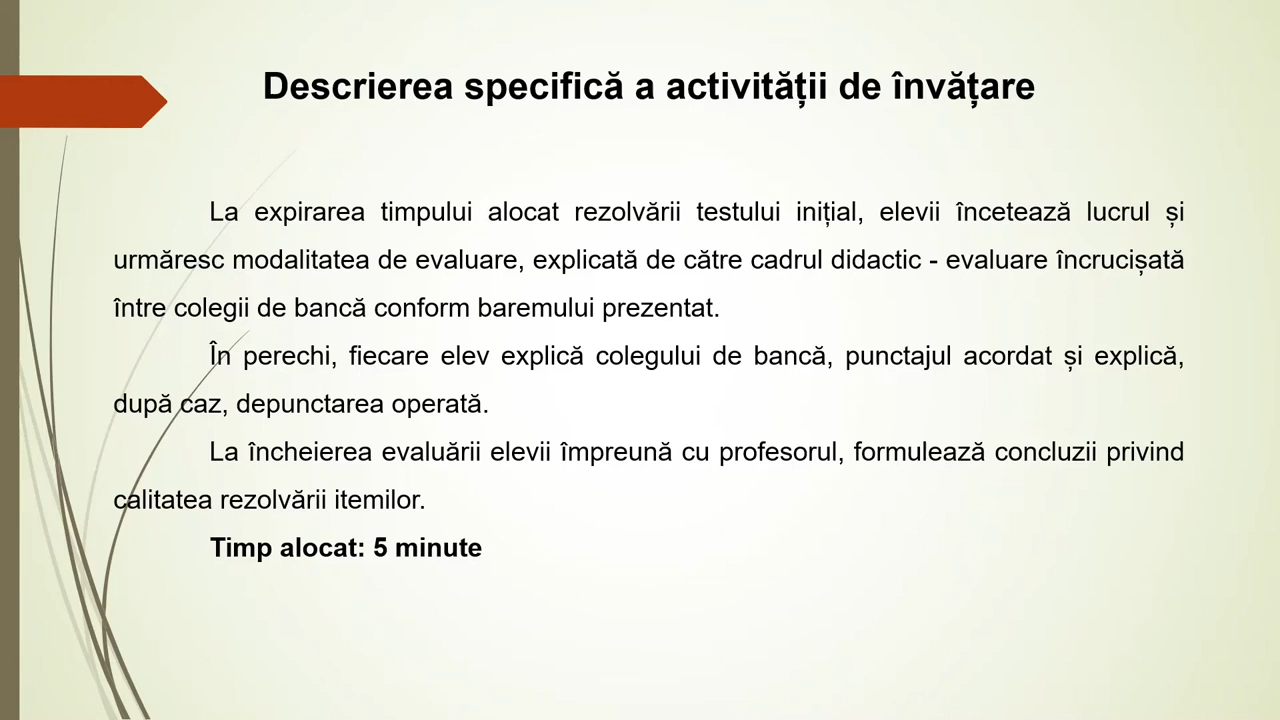 Descrierea specifică a activității de învățare
La expirarea timpului alocat rezolvării testului inițial, elevii încetează lucrul și
urmăresc modalitatea de evaluare, explicată de către cadrul didactic - evaluare încrucișată
între colegii de bancă conform baremului prezentat.
În perechi, fiecare elev explică colegului de bancă, punctajul acordat și explică,
după caz, depunctarea operată.
La încheierea evaluării elevii împreună cu profesorul, formulează concluzii privind
calitatea rezolvării itemilor.
Timp alocat: 5 minute